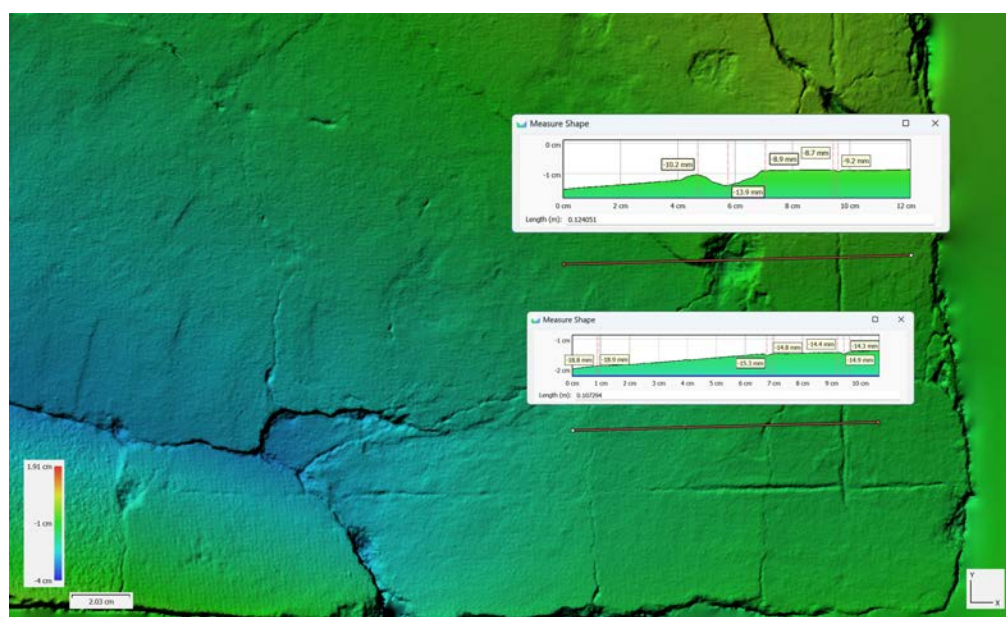 Measure Shape
0 cm
-1 cm
-10.2 mm
-13.9 mm
-8.9 mm
-8.7 mm
-9.2 mm
0 cm 2 cm 4 cm 6 cm 8 cm 10 cm 12 cm
Length (m): 0.124051
Measure Shape
-1 cm
-2 cm
-18.8 mm
-18.9 mm
-15.3 mm
-14.8 mm
-14.4 mm
-14.3 mm
-14.9 mm
0 cm 1 cm 2 cm 3 cm 4 cm 5 cm 6 cm 7 cm 8 cm 9 cm 10 cm
Length (m): 0.107294
1.91 cm
-1 cm
-4 cm
2.03 cm
Y
X